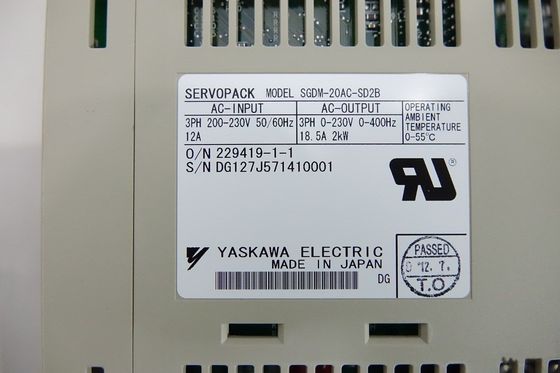 SERVOPACK MODEL SGDM-20AC-SD2B
AC-INPUT AC-OUTPUT OPERATING
3PH 200-230V 50/60Hz 3PH 0-230V 0-400Hz AMBIENT
12A 18.5A 2kW TEMPERATURE
0-55°C
O/N 229419-1-1
S/N DG127J571410001
YASKAWA ELECTRIC
MADE IN JAPAN
DG
PASSED
'12. 7.
T.O